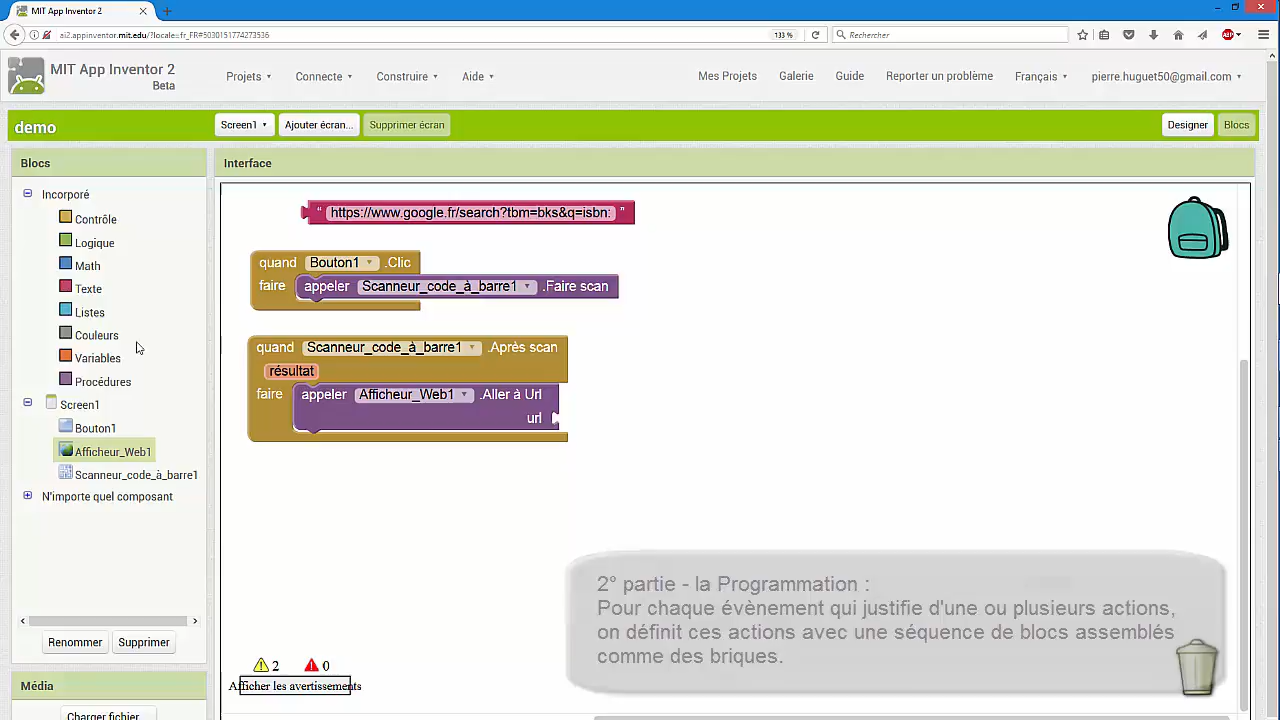 MIT App Inventor 2
ai2.appinventor.mit.edu/?locale=fr_FR#5030151774273536
133 %
Rechercher
ABP
MIT App Inventor 2
Beta
Projets
Connecte
Construire
Aide
Mes Projets
Galerie
Guide
Reporter un problème
Français
pierre.huguet50@gmail.com
demo
Screen1
Ajouter écran...
Supprimer écran
Designer
Blocs
Blocs
Interface
Incorporé
Contrôle
Logique
Math
Texte
Listes
Couleurs
Variables
Procédures
Screen1
Bouton1
Afficheur_Web1
Scanneur_code_à_barre1
N'importe quel composant
Renommer
Supprimer
Média
Charger fichier
“ https://www.google.fr/search?tbm=bks&q=isbn: ”
quand Bouton1 .Clic
faire appeler Scanneur_code_à_barre1 .Faire scan
quand Scanneur_code_à_barre1 .Après scan
résultat
faire appeler Afficheur_Web1 .Aller à Url
url
2° partie - la Programmation :
Pour chaque évènement qui justifie d'une ou plusieurs actions,
on définit ces actions avec une séquence de blocs assemblés
comme des briques.
2 0
Afficher les avertissements